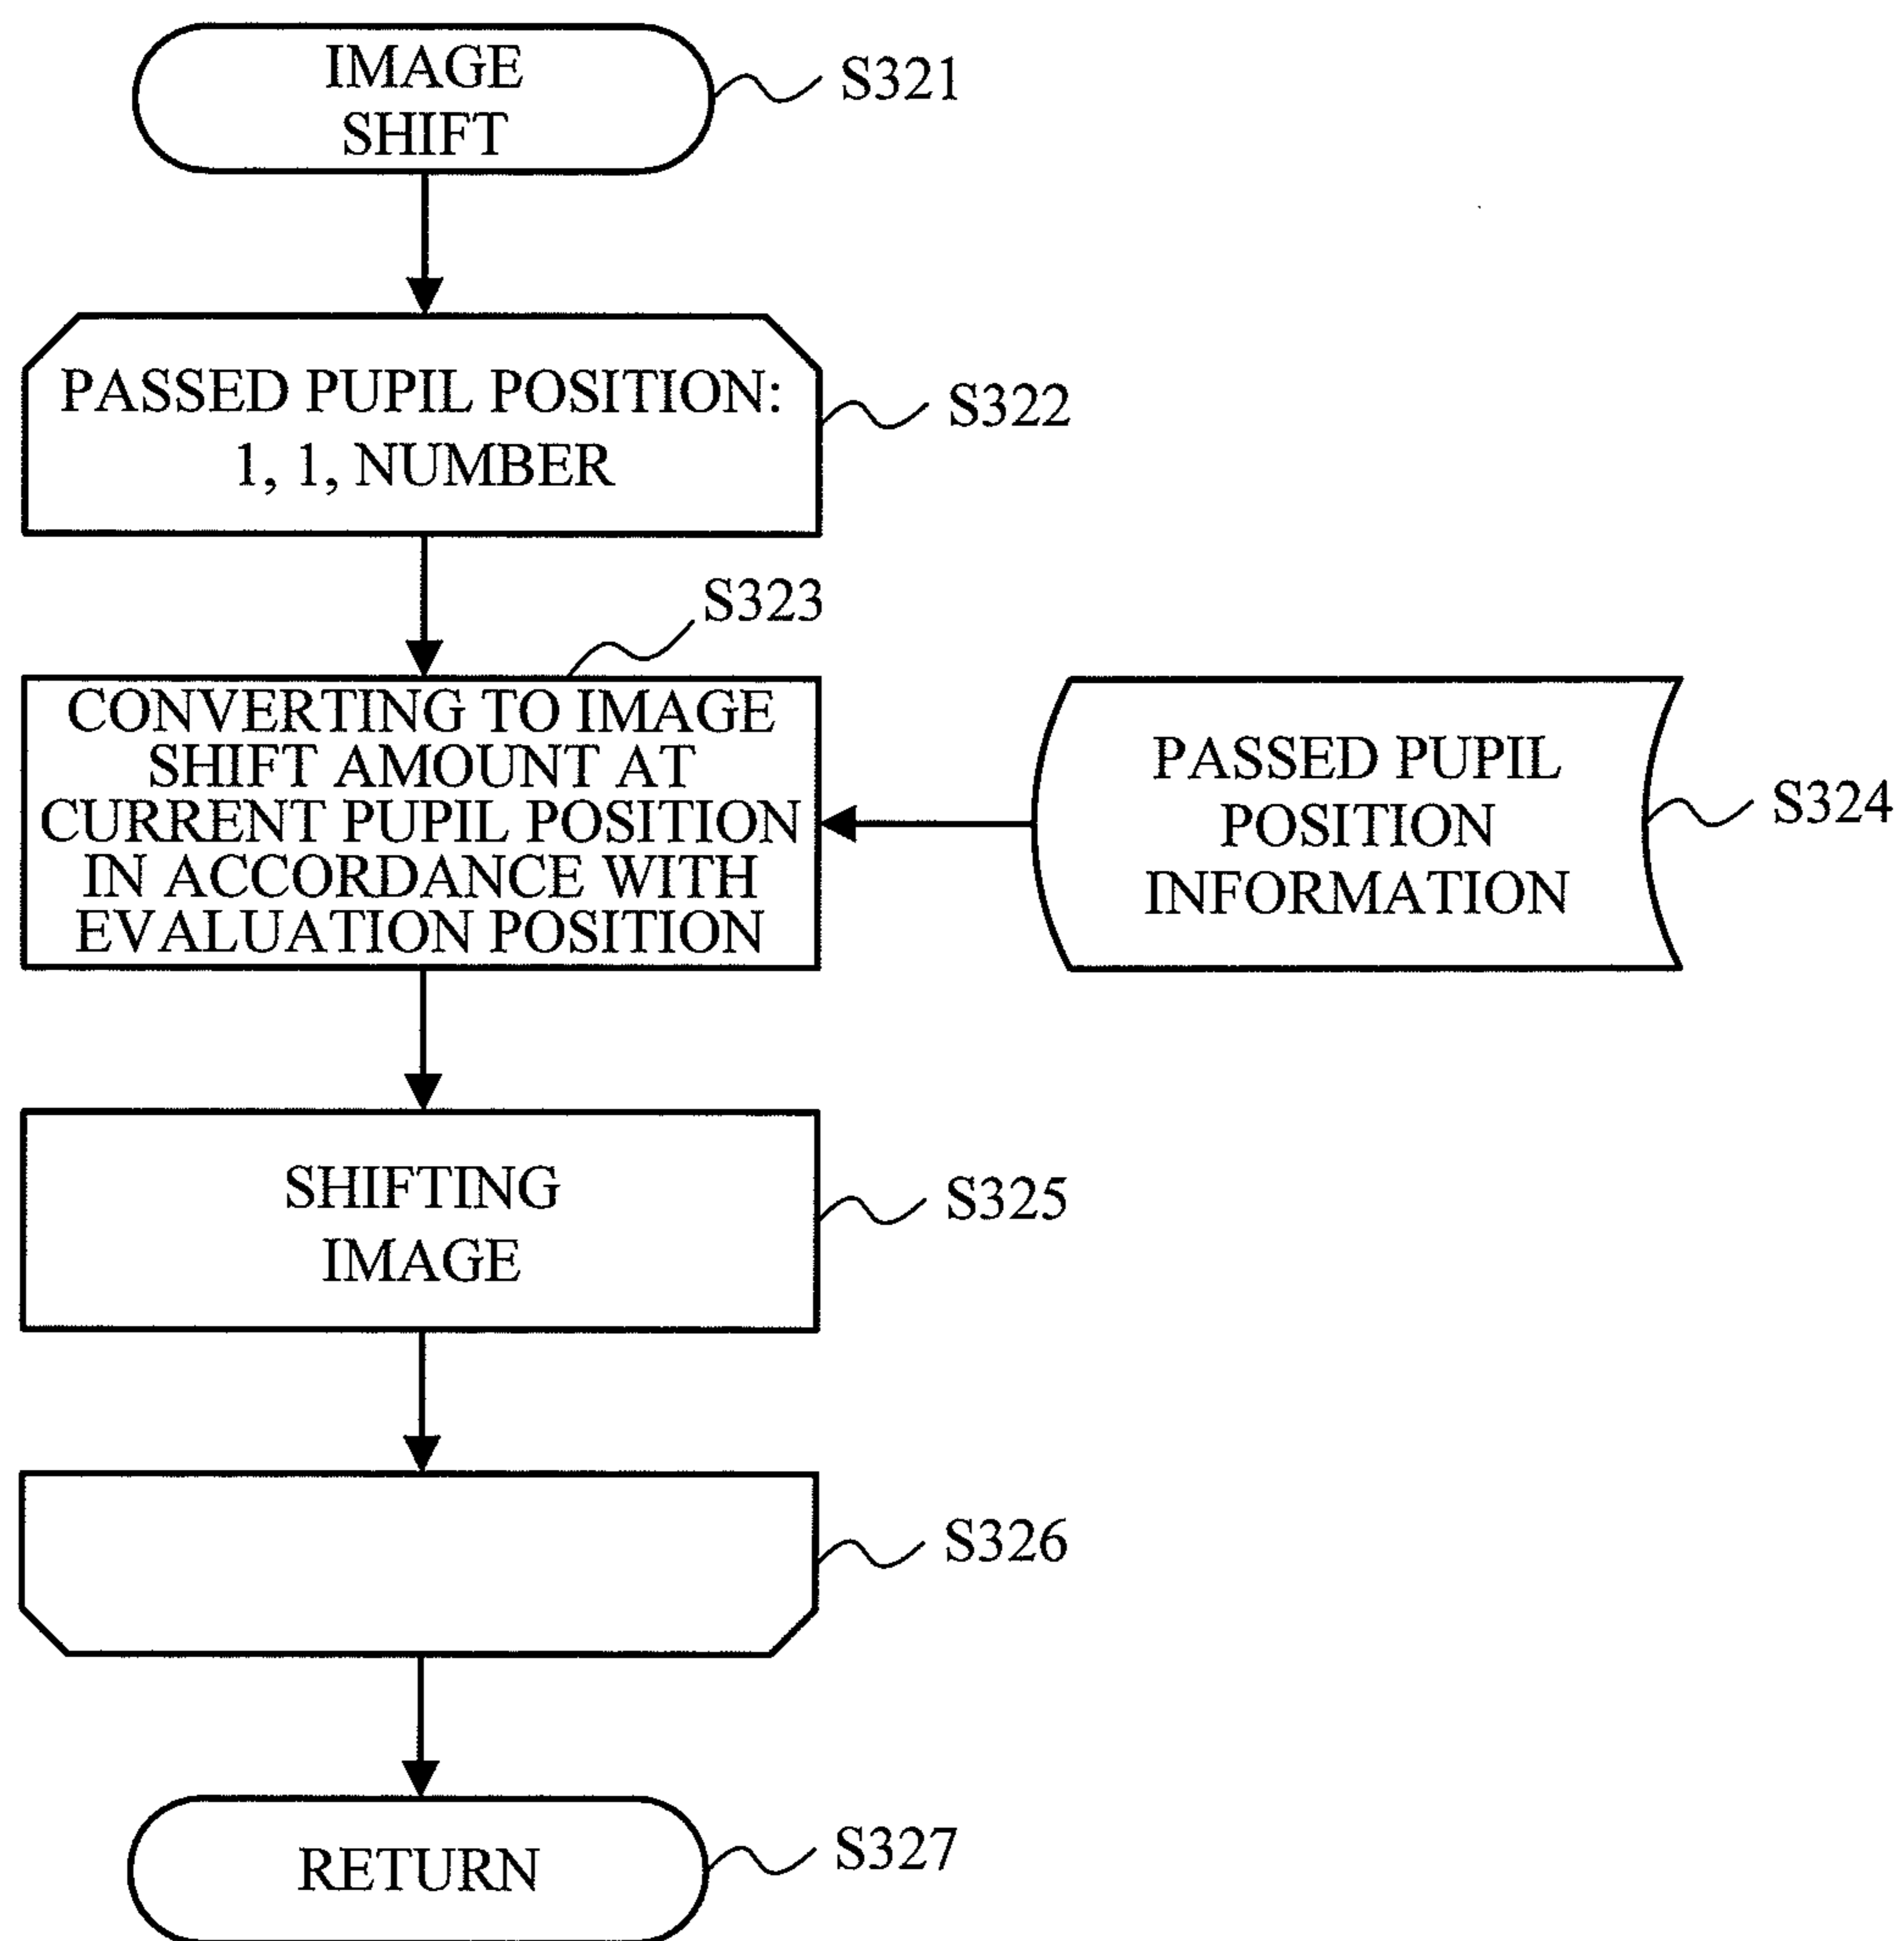 IMAGE
SHIFT
S321
PASSED PUPIL POSITION:
1, 1, NUMBER
S322
S323
CONVERTING TO IMAGE
SHIFT AMOUNT AT
CURRENT PUPIL POSITION
IN ACCORDANCE WITH
EVALUATION POSITION
PASSED PUPIL
POSITION
INFORMATION
S324
SHIFTING
IMAGE
S325
S326
RETURN
S327